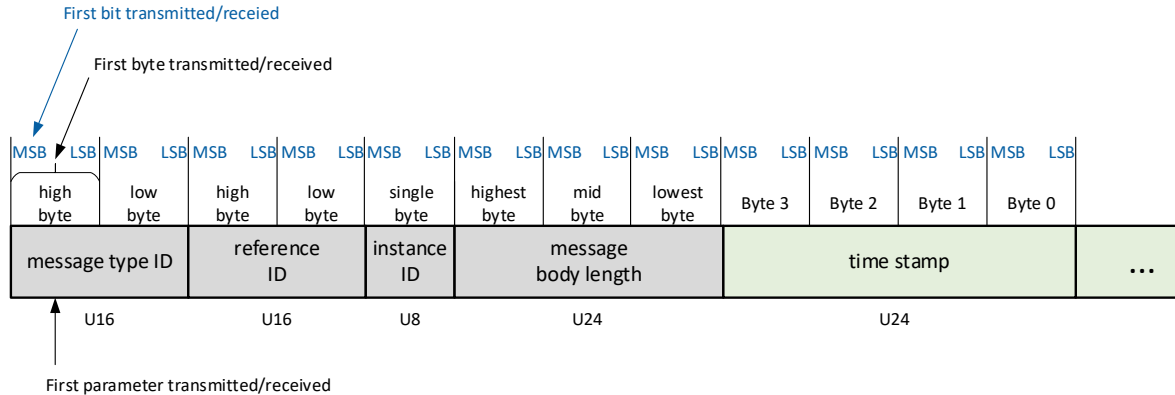 First bit transmitted/receied
First byte transmitted/received
MSB LSB MSB LSB MSB LSB MSB LSB MSB LSB MSB LSB MSB LSB MSB LSB MSB LSB MSB LSB MSB LSB MSB LSB
high low high low single highest mid lowest Byte 3 Byte 2 Byte 1 Byte 0
byte byte byte byte byte byte byte byte
message type ID reference instance message time stamp ...
ID ID body length
U16 U16 U8 U24 U24
First parameter transmitted/received